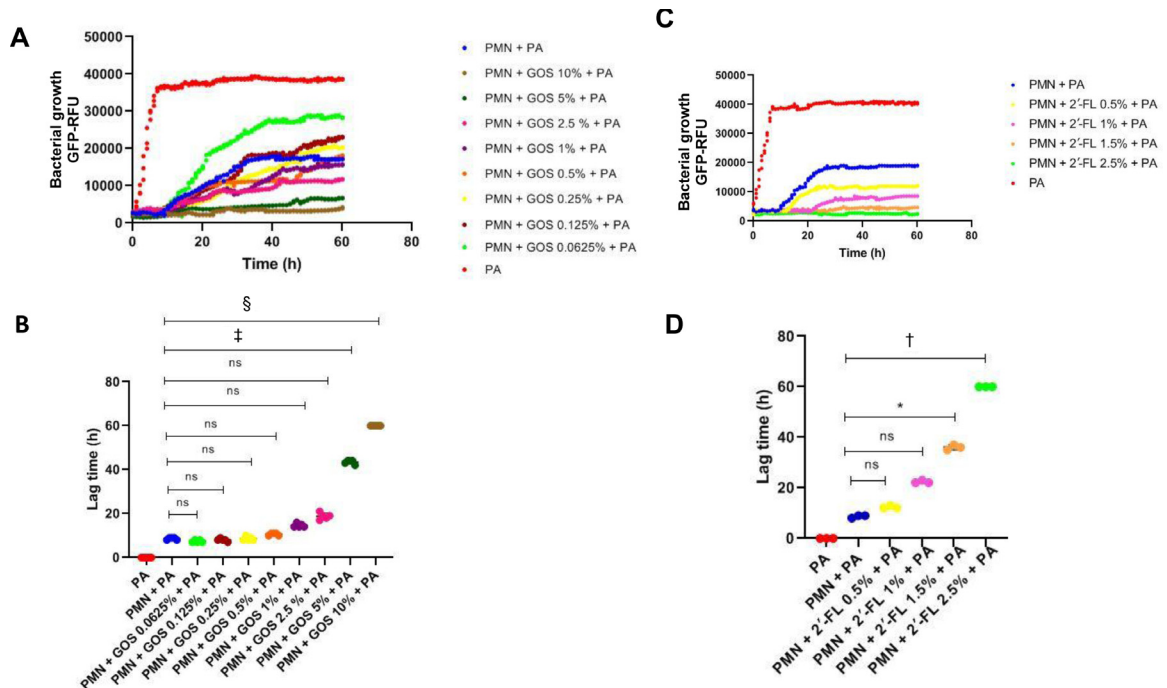 A
Bacterial growth
GFP-RFU
50000
40000
30000
20000
10000
0
0
20
40
60
80
Time (h)
PMN + PA
PMN + GOS 10% + PA
PMN + GOS 5% + PA
PMN + GOS 2.5 % + PA
PMN + GOS 1% + PA
PMN + GOS 0.5% + PA
PMN + GOS 0.25% + PA
PMN + GOS 0.125% + PA
PMN + GOS 0.0625% + PA
PA
C
Bacterial growth
GFP-RFU
50000
40000
30000
20000
10000
0
0
20
40
60
80
Time (h)
PMN + PA
PMN + 2′-FL 0.5% + PA
PMN + 2′-FL 1% + PA
PMN + 2′-FL 1.5% + PA
PMN + 2′-FL 2.5% + PA
PA
B
§
‡
ns
ns
ns
ns
ns
ns
Lag time (h)
80
60
40
20
0
PA
PMN + PA
PMN + GOS 0.0625% + PA
PMN + GOS 0.125% + PA
PMN + GOS 0.25% + PA
PMN + GOS 0.5% + PA
PMN + GOS 1% + PA
PMN + GOS 2.5 % + PA
PMN + GOS 5% + PA
PMN + GOS 10% + PA
D
†
*
ns
ns
Lag time (h)
80
60
40
20
0
PA
PMN + PA
PMN + 2′-FL 0.5% + PA
PMN + 2′-FL 1% + PA
PMN + 2′-FL 1.5% + PA
PMN + 2′-FL 2.5% + PA